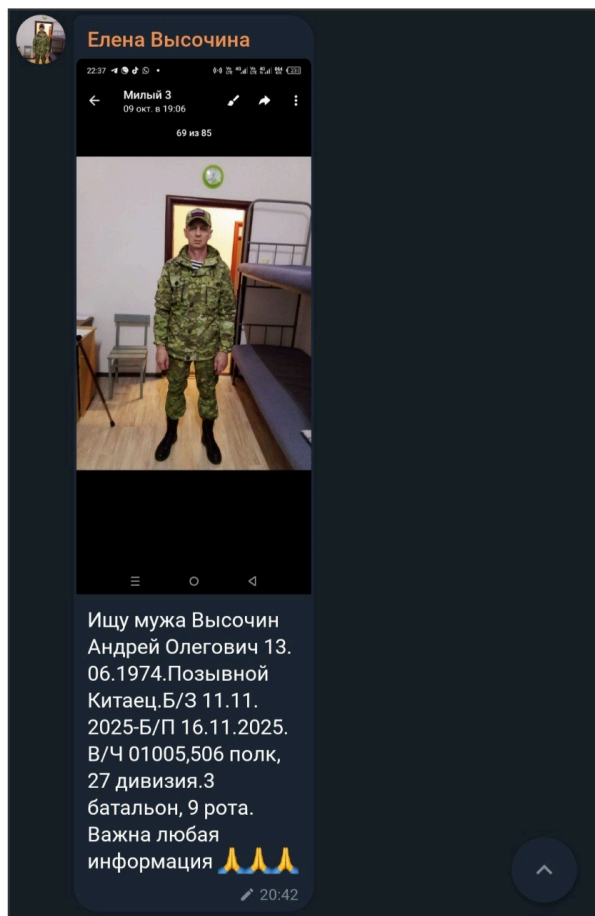 Елена Высочина
22:37
Милый 3
09 окт. в 19:06
69 из 85
Ищу мужа Высочин
Андрей Олегович 13.
06.1974.Позывной
Китаец.Б/З 11.11.
2025-Б/П 16.11.2025.
В/Ч 01005,506 полк,
27 дивизия.3
батальон, 9 рота.
Важна любая
информация 🙏🙏🙏
20:42